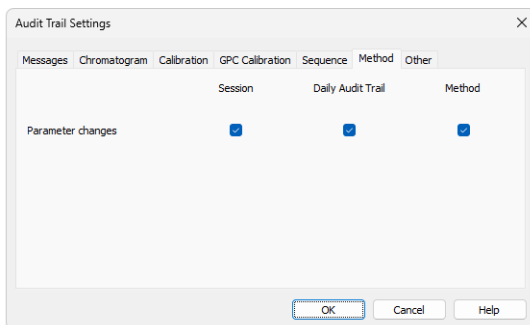 Audit Trail Settings
Messages Chromatogram Calibration GPC Calibration Sequence Method Other
Session Daily Audit Trail Method
Parameter changes
OK Cancel Help